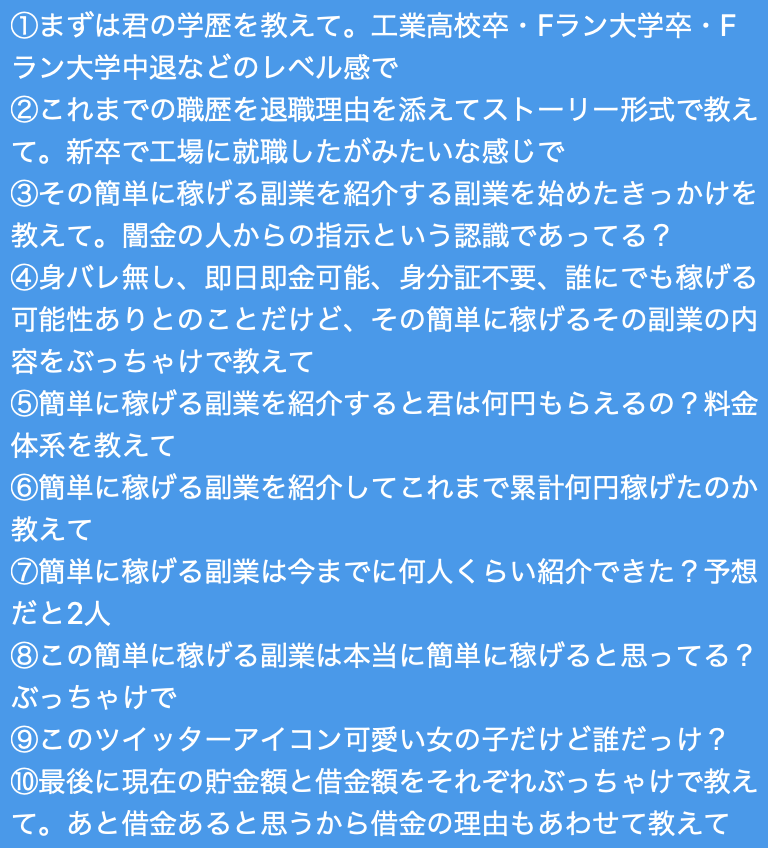 ①まずは君の学歴を教えて。工業高校卒・Fラン大学卒・F
ラン大学中退などのレベル感で
②これまでの職歴を退職理由を添えてストーリー形式で教え
て。新卒で工場に就職したがみたいな感じで
③その簡単に稼げる副業を紹介する副業を始めたきっかけを
教えて。闇金の人からの指示という認識であってる？
④身バレ無し、即日即金可能、身分証不要、誰にでも稼げる
可能性ありとのことだけど、その簡単に稼げるその副業の内
容をぶっちゃけで教えて
⑤簡単に稼げる副業を紹介すると君は何円もらえるの？料金
体系を教えて
⑥簡単に稼げる副業を紹介してこれまで累計何円稼げたのか
教えて
⑦簡単に稼げる副業は今までに何人くらい紹介できた？予想
だと2人
⑧この簡単に稼げる副業は本当に簡単に稼げると思ってる？
ぶっちゃけで
⑨このツイッターアイコン可愛い女の子だけど誰だっけ？
⑩最後に現在の貯金額と借金額をそれぞれぶっちゃけで教え
て。あと借金あると思うから借金の理由もあわせて教えて